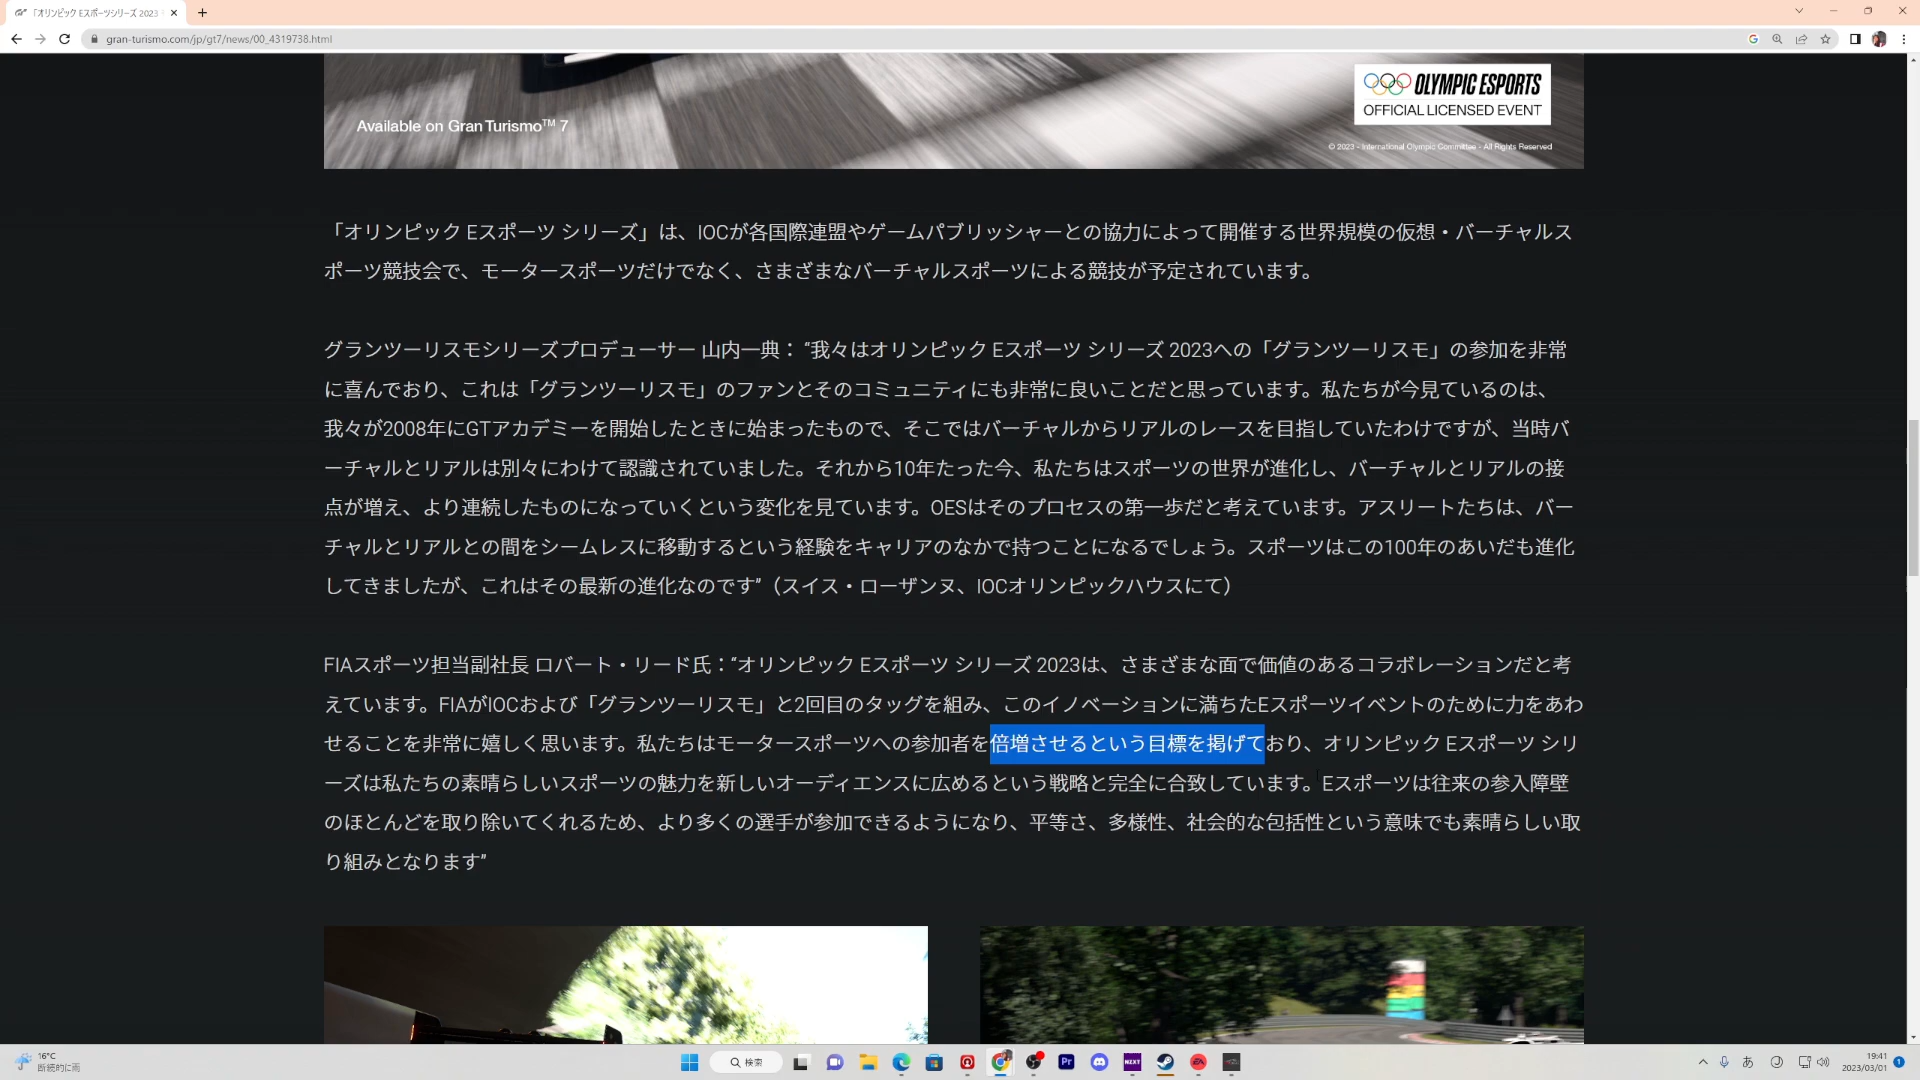 「オリンピック Eスポーツシリーズ 2023
gran-turismo.com/jp/gt7/news/00_4319738.html
OLYMPIC ESPORTS
OFFICIAL LICENSED EVENT
Available on Gran Turismo™ 7
© 2023 - International Olympic Committee - All Rights Reserved
「オリンピック Eスポーツ シリーズ」は、IOCが各国際連盟やゲームパブリッシャーとの協力によって開催する世界規模の仮想・バーチャルス
ポーツ競技会で、モータースポーツだけでなく、さまざまなバーチャルスポーツによる競技が予定されています。
グランツーリスモシリーズプロデューサー 山内一典： “我々はオリンピック Eスポーツ シリーズ 2023への「グランツーリスモ」の参加を非常
に喜んでおり、これは「グランツーリスモ」のファンとそのコミュニティにも非常に良いことだと思っています。私たちが今見ているのは、
我々が2008年にGTアカデミーを開始したときに始まったもので、そこではバーチャルからリアルのレースを目指していたわけですが、当時バ
ーチャルとリアルは別々にわけて認識されていました。それから10年たった今、私たちはスポーツの世界が進化し、バーチャルとリアルの接
点が増え、より連続したものになっていくという変化を見ています。OESはそのプロセスの第一歩だと考えています。アスリートたちは、バー
チャルとリアルとの間をシームレスに移動するという経験をキャリアのなかで持つことになるでしょう。スポーツはこの100年のあいだも進化
してきましたが、これはその最新の進化なのです”（スイス・ローザンヌ、IOCオリンピックハウスにて）
FIAスポーツ担当副社長 ロバート・リード氏：“オリンピック Eスポーツ シリーズ 2023は、さまざまな面で価値のあるコラボレーションだと考
えています。FIAがIOCおよび「グランツーリスモ」と2回目のタッグを組み、このイノベーションに満ちたEスポーツイベントのために力をあわ
せることを非常に嬉しく思います。私たちはモータースポーツへの参加者を倍増させるという目標を掲げており、オリンピック Eスポーツ シリ
ーズは私たちの素晴らしいスポーツの魅力を新しいオーディエンスに広めるという戦略と完全に合致しています。Eスポーツは往来の参入障壁
のほとんどを取り除いてくれるため、より多くの選手が参加できるようになり、平等さ、多様性、社会的な包括性という意味でも素晴らしい取
り組みとなります”
16°C
断続的に雨
検索
Pr
NEXT
EA
あ
19:41
2023/03/01
1